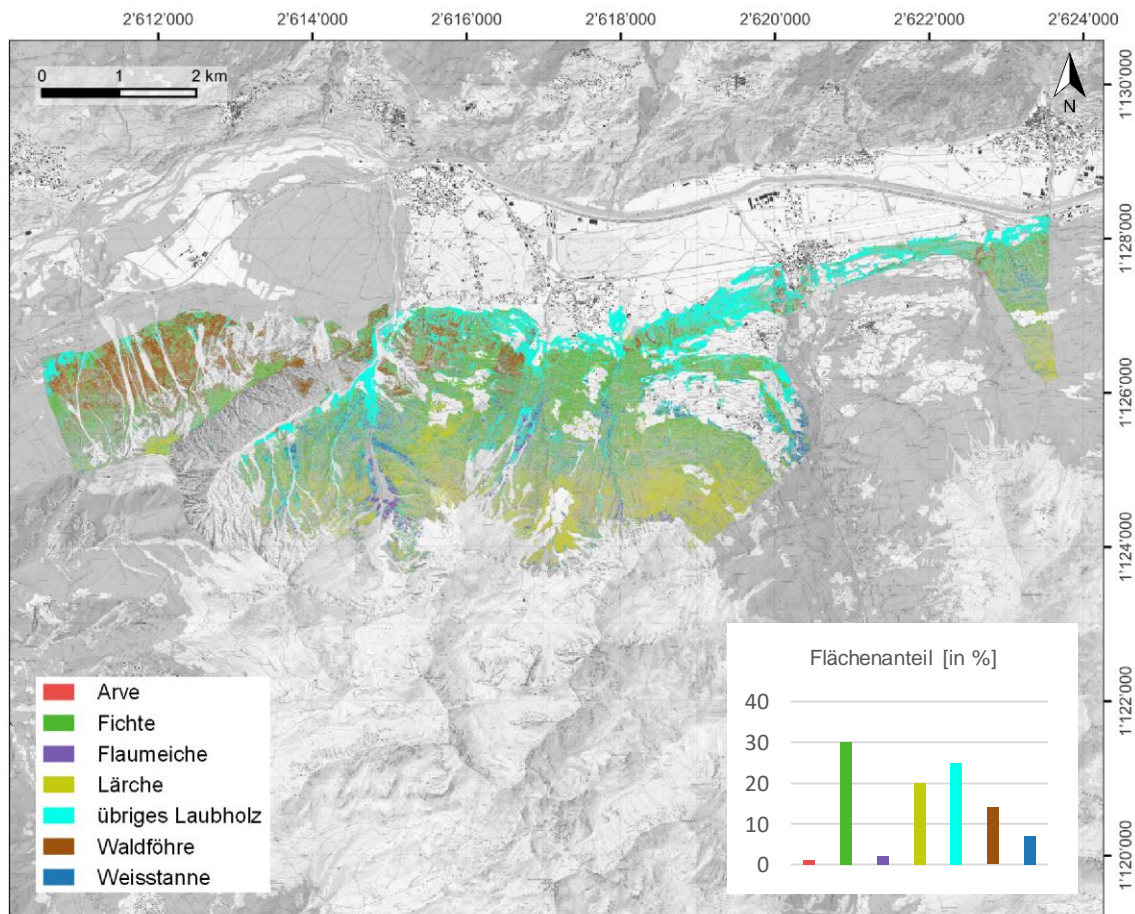 2'612'000 2'614'000 2'616'000 2'618'000 2'620'000 2'622'000 2'624'000
0 1 2 km
N
1'130'000
1'128'000
1'126'000
1'124'000
1'122'000
1'120'000
Arve
Fichte
Flaumeiche
Lärche
übriges Laubholz
Waldföhre
Weisstanne
Flächenanteil [in %]
40
30
20
10
0